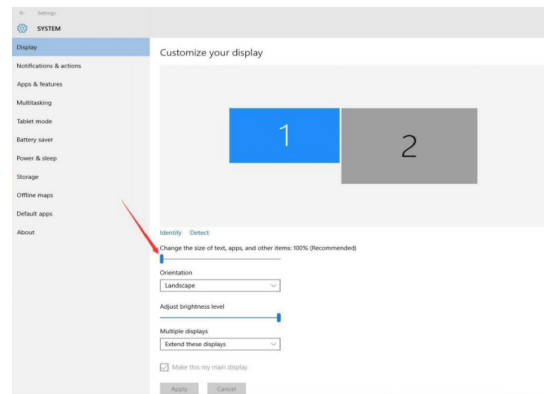 Settings
SYSTEM
Display
Notifications & actions
Apps & features
Multitasking
Tablet mode
Battery saver
Power & sleep
Storage
Offline maps
Default apps
About
Customize your display
1
2
Identify Detect
Change the size of text, apps, and other items: 100% (Recommended)
Orientation
Landscape
Adjust brightness level
Multiple displays
Extend these displays
Make this my main display
Apply Cancel